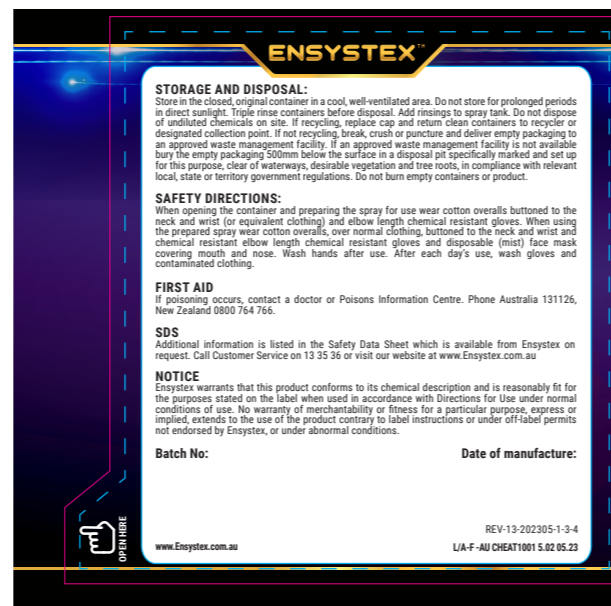 ENSYSTEX™
STORAGE AND DISPOSAL:
Store in the closed, original container in a cool, well-ventilated area. Do not store for prolonged periods
in direct sunlight. Triple rinse containers before disposal. Add rinsings to spray tank. Do not dispose
of undiluted chemicals on site. If recycling, replace cap and return clean containers to recycler or
designated collection point. If not recycling, break, crush or puncture and deliver empty packaging to
an approved waste management facility. If an approved waste management facility is not available
bury the empty packaging 500mm below the surface in a disposal pit specifically marked and set up
for this purpose, clear of waterways, desirable vegetation and tree roots, in compliance with relevant
local, state or territory government regulations. Do not burn empty containers or product.
SAFETY DIRECTIONS:
When opening the container and preparing the spray for use wear cotton overalls buttoned to the
neck and wrist (or equivalent clothing) and elbow length chemical resistant gloves. When using
the prepared spray wear cotton overalls, over normal clothing, buttoned to the neck and wrist and
chemical resistant elbow length chemical resistant gloves and disposable (mist) face mask
covering mouth and nose. Wash hands after use. After each day's use, wash gloves and
contaminated clothing.
FIRST AID
If poisoning occurs, contact a doctor or Poisons Information Centre. Phone Australia 131126,
New Zealand 0800 764 766.
SDS
Additional information is listed in the Safety Data Sheet which is available from Ensystex on
request. Call Customer Service on 13 35 36 or visit our website at www.Ensystex.com.au
NOTICE
Ensystex warrants that this product conforms to its chemical description and is reasonably fit for
the purposes stated on the label when used in accordance with Directions for Use under normal
conditions of use. No warranty of merchantability or fitness for a particular purpose, express or
implied, extends to the use of the product contrary to label instructions or under off-label permits
not endorsed by Ensystex, or under abnormal conditions.
Batch No: Date of manufacture:
REV-13-202305-1-3-4
OPEN HERE
www.Ensystex.com.au L/A-F -AU CHEAT1001 5.02 05.23